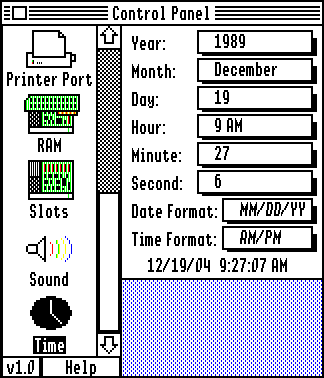 Control Panel
Printer Port
RAM
Slots
Sound
Time
v1.0 Help
Year: 1989
Month: December
Day: 19
Hour: 9 AM
Minute: 27
Second: 6
Date Format: MM/DD/YY
Time Format: AM/PM
12/19/04 9:27:07 AM